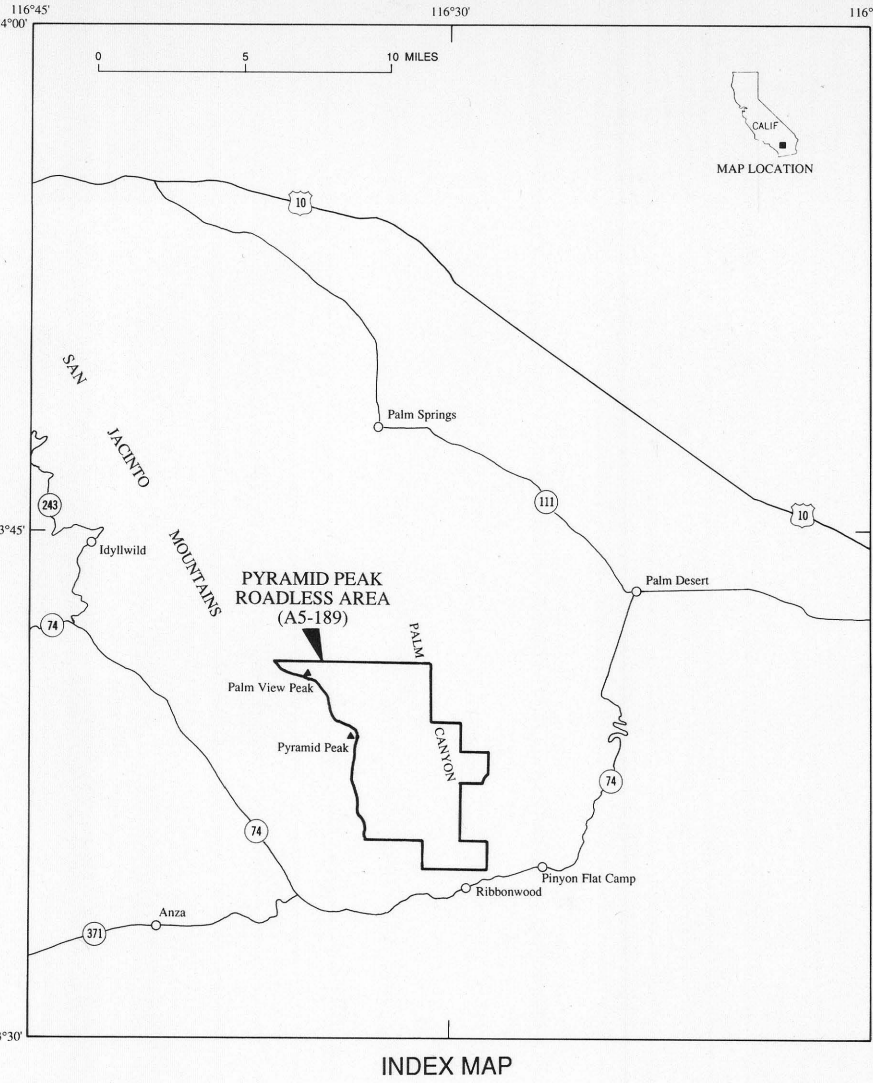 116°45'
116°30'
116°
4°00'
0 5 10 MILES
CALIF
MAP LOCATION
10
SAN
JACINTO
MOUNTAINS
Palm Springs
111
243
10
3°45'
Idyllwild
Palm Desert
PYRAMID PEAK
ROADLESS AREA
(A5-189)
74
PALM
CANYON
Palm View Peak
Pyramid Peak
74
74
Pinyon Flat Camp
Ribbonwood
Anza
371
3°30'
INDEX MAP